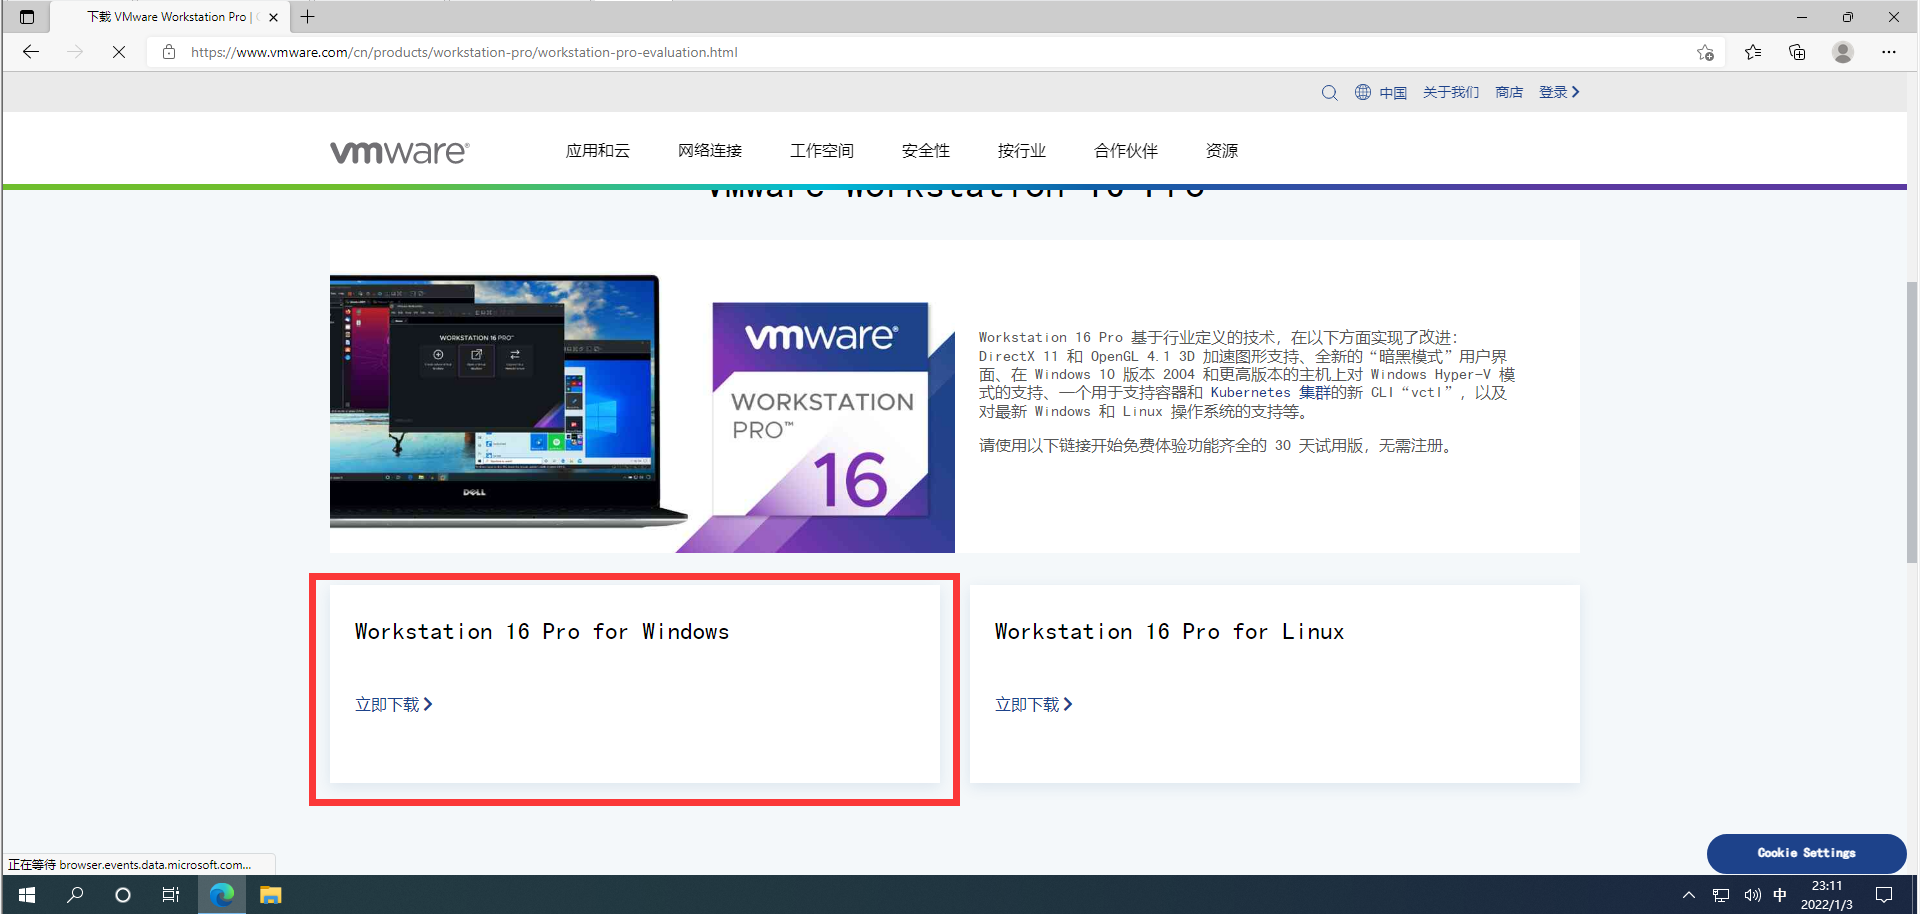 下载 VMware Workstation Pro |
https://www.vmware.com/cn/products/workstation-pro/workstation-pro-evaluation.html
中国 关于我们 商店 登录
vmware®
应用和云 网络连接 工作空间 安全性 按行业 合作伙伴 资源
VMware Workstation 16 Pro
WORKSTATION 16 PRO™
DELL
vmware®
WORKSTATION
PRO™
16
Workstation 16 Pro 基于行业定义的技术，在以下方面实现了改进：
DirectX 11 和 OpenGL 4.1 3D 加速图形支持、全新的“暗黑模式”用户界
面、在 Windows 10 版本 2004 和更高版本的主机上对 Windows Hyper-V 模
式的支持、一个用于支持容器和 Kubernetes 集群的新 CLI“vctl”，以及
对最新 Windows 和 Linux 操作系统的支持等。
请使用以下链接开始免费体验功能齐全的 30 天试用版，无需注册。
Workstation 16 Pro for Windows
立即下载
Workstation 16 Pro for Linux
立即下载
Cookie Settings
正在等待 browser.events.data.microsoft.com...
中
23:11
2022/1/3